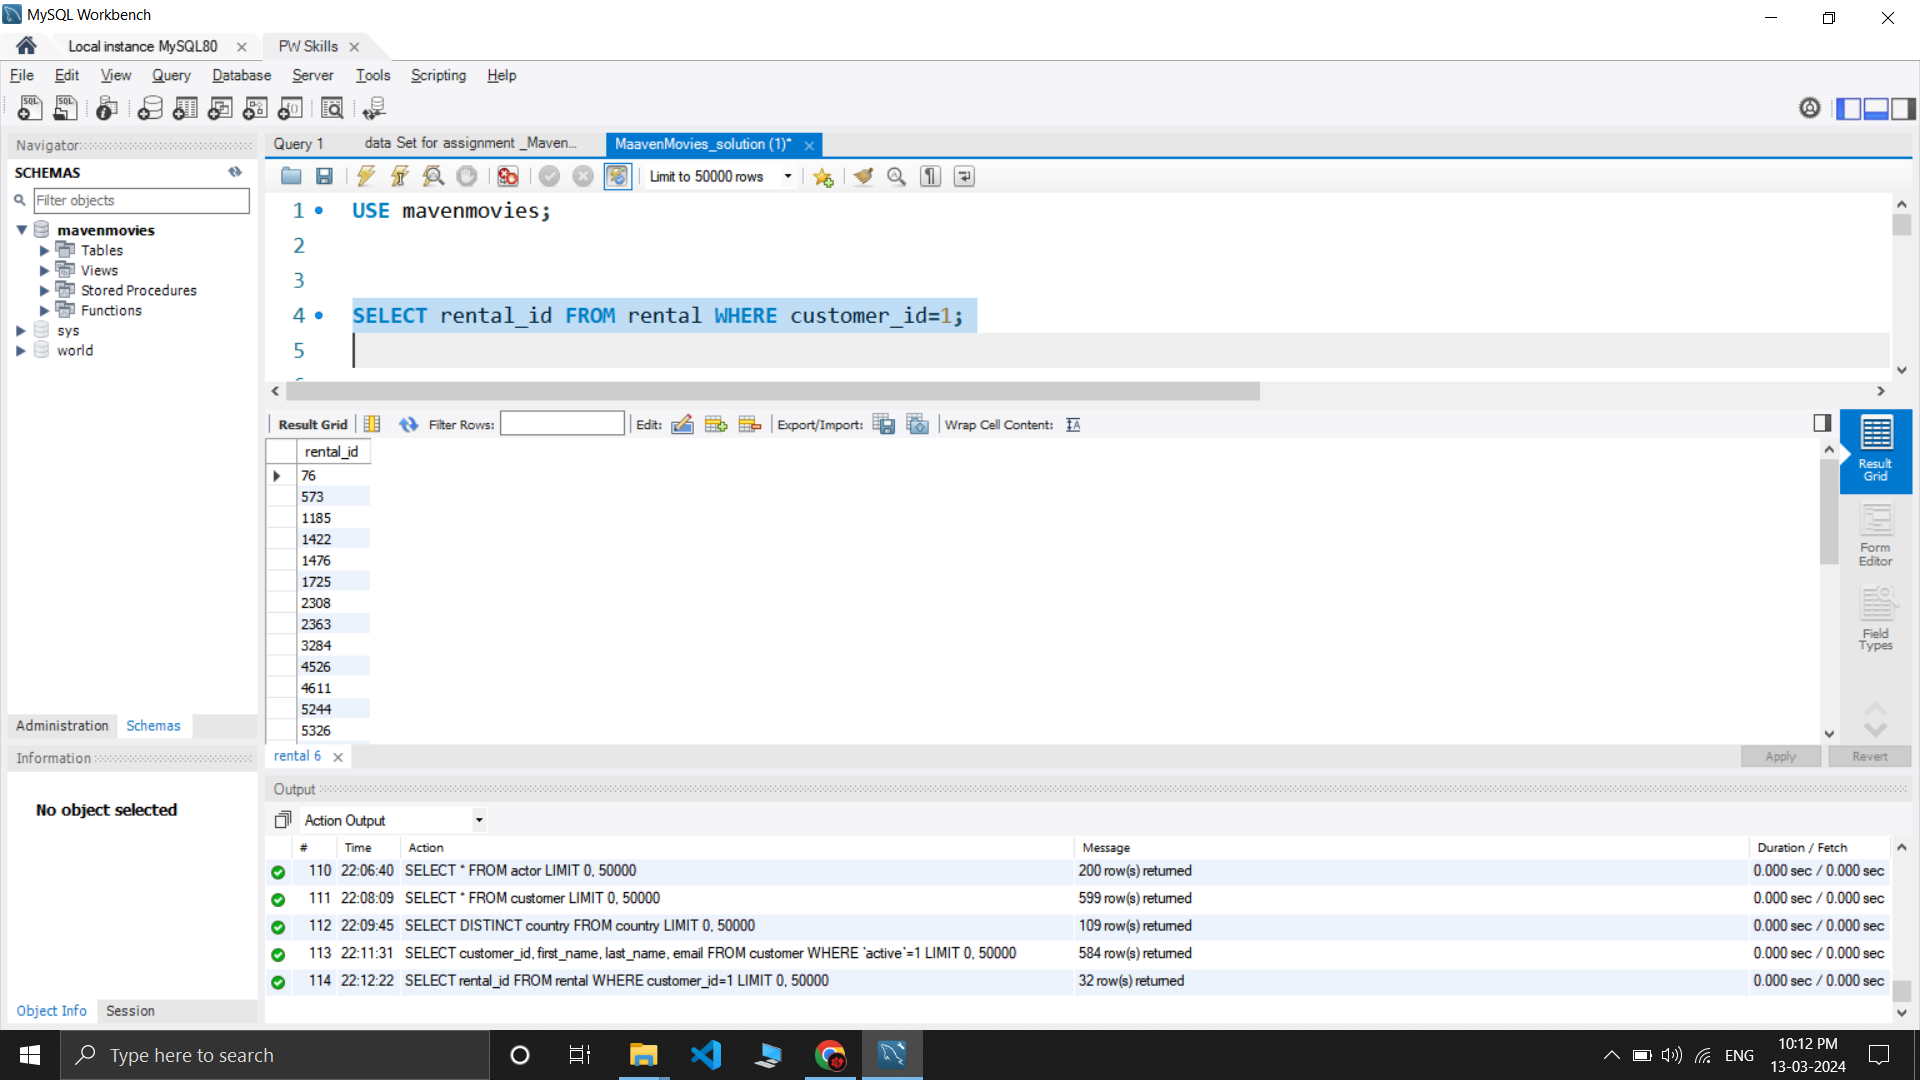 MySQL Workbench
Local instance MySQL80
PW Skills
File Edit View Query Database Server Tools Scripting Help
Navigator
SCHEMAS
Filter objects
mavenmovies
Tables
Views
Stored Procedures
Functions
sys
world
Administration Schemas
Information
No object selected
Object Info Session
Query 1
data Set for assignment _Maven...
MaavenMovies_solution (1)*
Limit to 50000 rows
1 USE mavenmovies;
2
3
4 SELECT rental_id FROM rental WHERE customer_id=1;
5
Result Grid Filter Rows: Edit: Export/Import: Wrap Cell Content:
rental_id
76
573
1185
1422
1476
1725
2308
2363
3284
4526
4611
5244
5326
Result Grid
Form Editor
Field Types
rental 6
Apply Revert
Output
Action Output
# Time Action Message Duration / Fetch
110 22:06:40 SELECT * FROM actor LIMIT 0, 50000 200 row(s) returned 0.000 sec / 0.000 sec
111 22:08:09 SELECT * FROM customer LIMIT 0, 50000 599 row(s) returned 0.000 sec / 0.000 sec
112 22:09:45 SELECT DISTINCT country FROM country LIMIT 0, 50000 109 row(s) returned 0.000 sec / 0.000 sec
113 22:11:31 SELECT customer_id, first_name, last_name, email FROM customer WHERE `active`=1 LIMIT 0, 50000 584 row(s) returned 0.000 sec / 0.000 sec
114 22:12:22 SELECT rental_id FROM rental WHERE customer_id=1 LIMIT 0, 50000 32 row(s) returned 0.000 sec / 0.000 sec
Type here to search
ENG
10:12 PM
13-03-2024